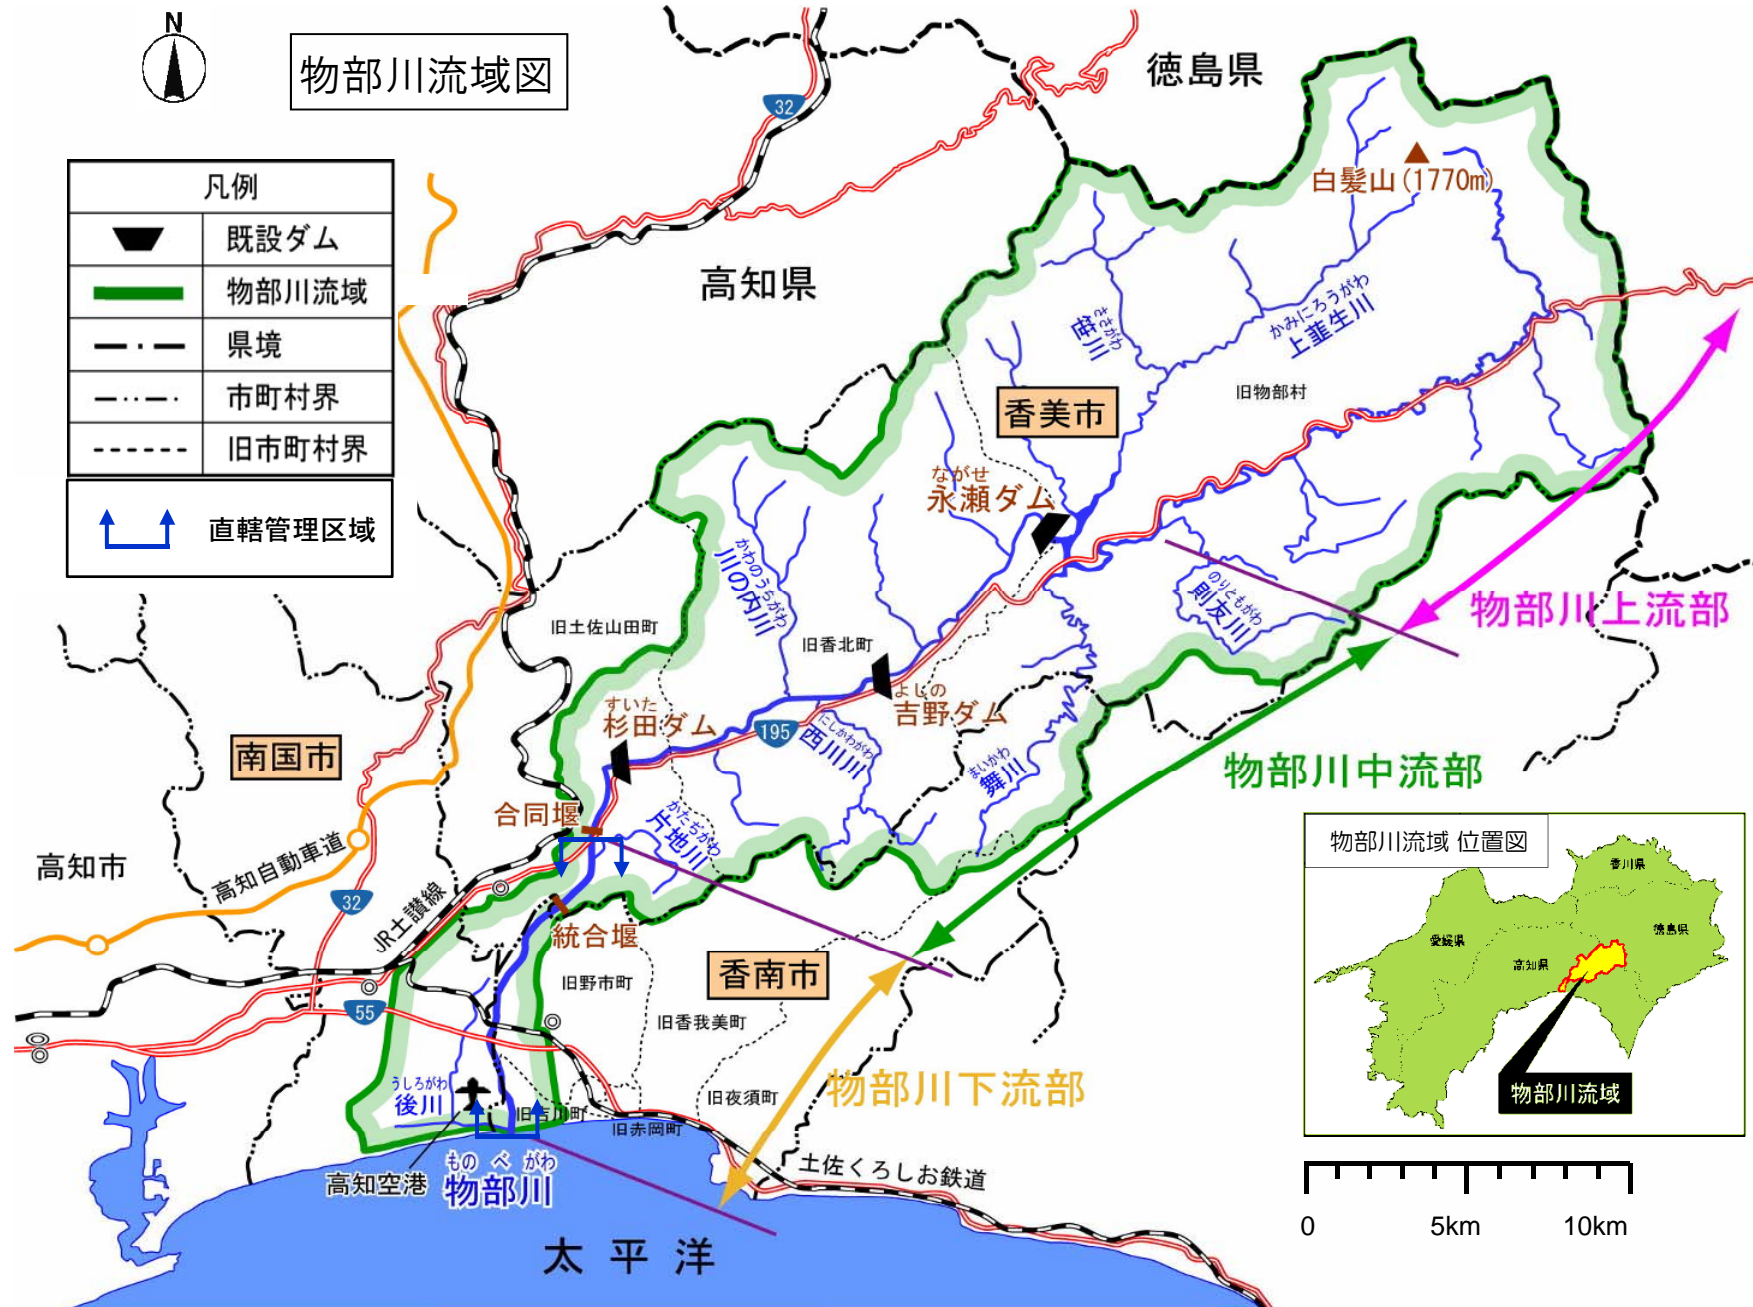 N
物部川流域図
凡例
既設ダム
物部川流域
県境
市町村界
旧市町村界
直轄管理区域
32
徳島県
白髪山(1770m)
高知県
ささがわ
笹川
かみにろうがわ
上韮生川
旧物部村
香美市
ながせ
永瀬ダム
かわのうちがわ
川の内川
のりともがわ
則友川
物部川上流部
旧土佐山田町
旧香北町
すいた
杉田ダム
よしの
吉野ダム
195
にしかわがわ
西川川
まいかわ
舞川
物部川中流部
南国市
合同堰
かたぢがわ
片地川
高知市
高知自動車道
32
JR土讃線
統合堰
香南市
旧野市町
旧香我美町
55
うしろがわ
後川
旧吉川町
旧夜須町
旧赤岡町
物部川下流部
高知空港
ものべがわ
物部川
土佐くろしお鉄道
太平洋
物部川流域 位置図
香川県
愛媛県
徳島県
高知県
物部川流域
0 5km 10km